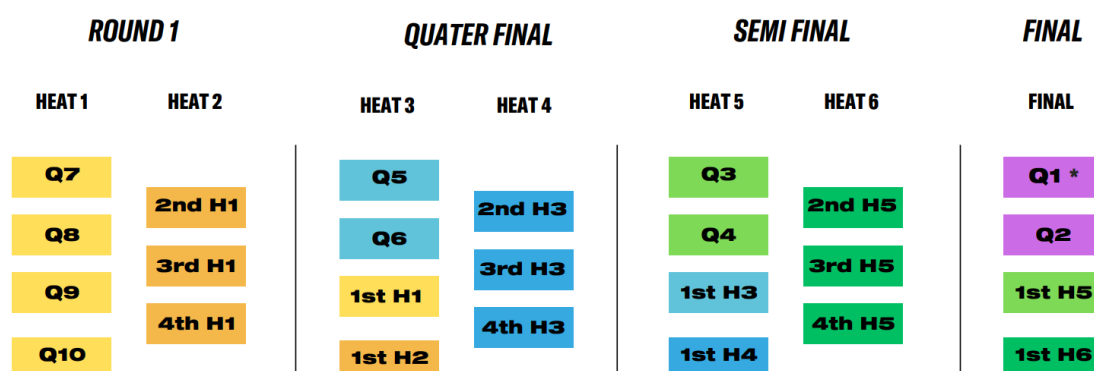 ROUND 1
QUATER FINAL
SEMI FINAL
FINAL
HEAT 1
HEAT 2
HEAT 3
HEAT 4
HEAT 5
HEAT 6
FINAL
Q7
Q8
Q9
Q10
2nd H1
3rd H1
4th H1
Q5
Q6
1st H1
1st H2
2nd H3
3rd H3
4th H3
Q3
Q4
1st H3
1st H4
2nd H5
3rd H5
4th H5
Q1 *
Q2
1st H5
1st H6